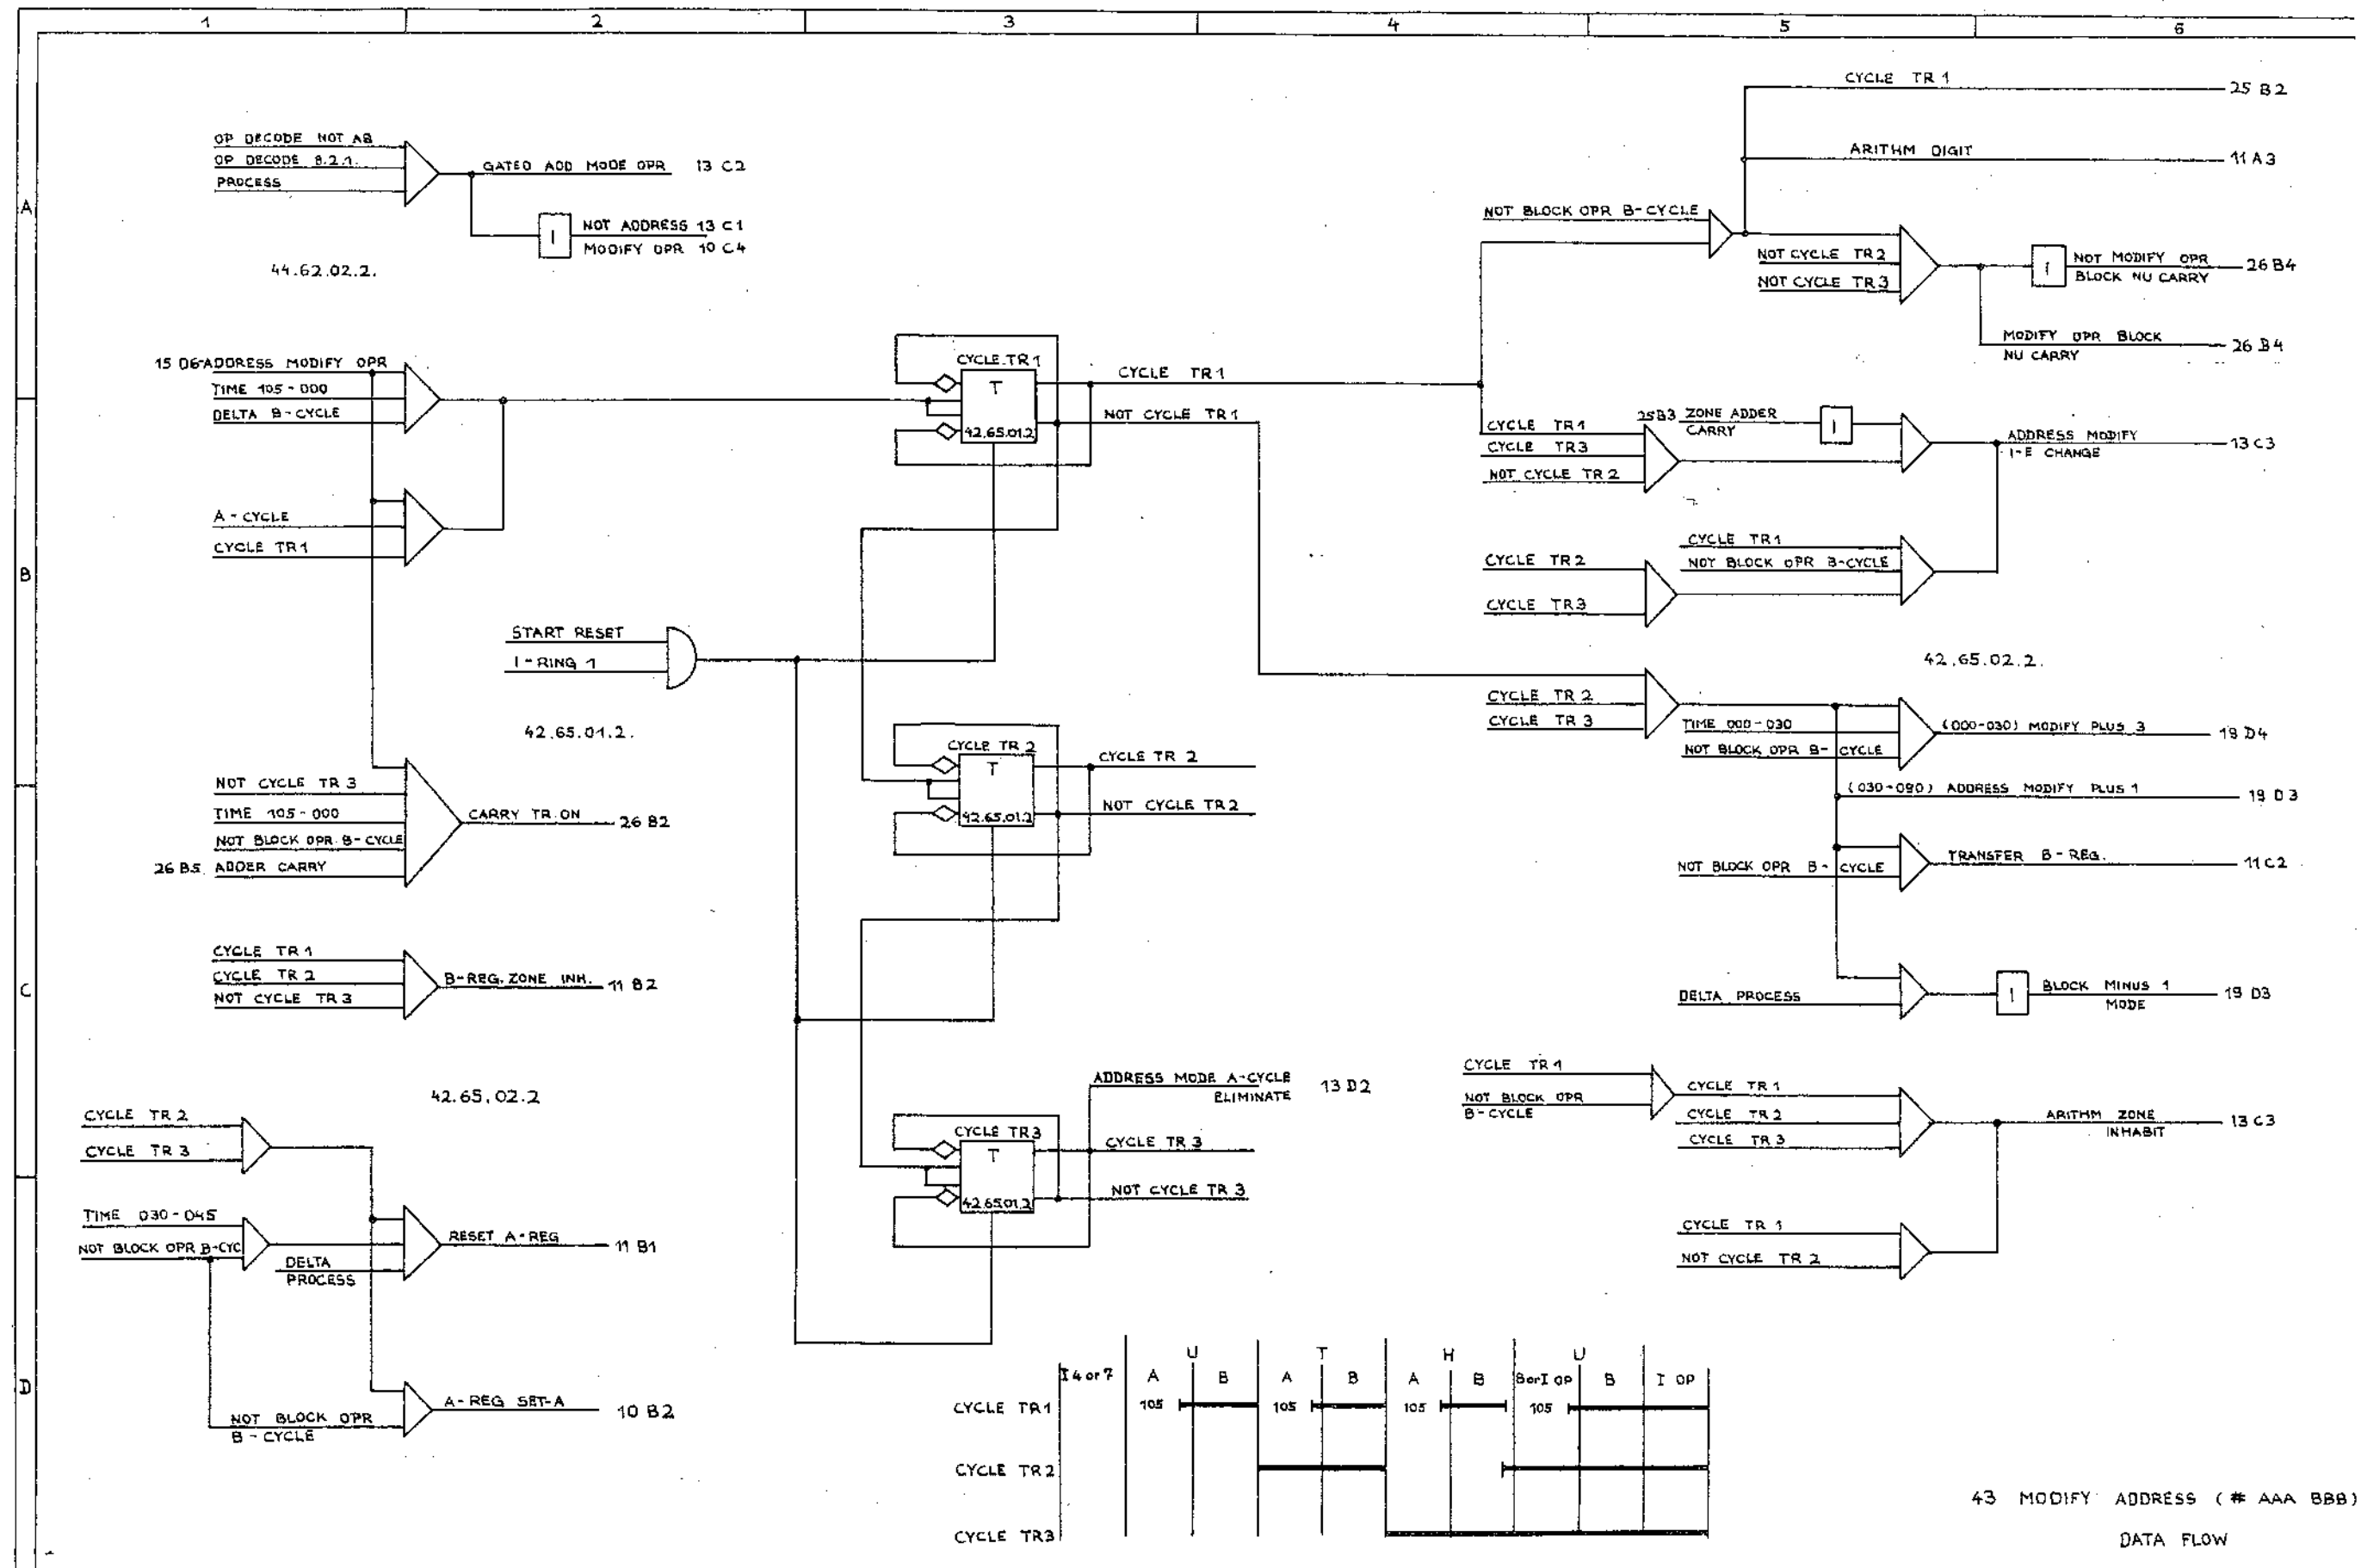 1 2 3 4 5 6
A
B
C
D
OP DECODE NOT AB
OP DECODE 8.2.1.
PROCESS
GATED ADD MODE OPR 13 C2
I
NOT ADDRESS 13 C1
MODIFY OPR 10 C4
44.62.02.2.
15 D6 ADDRESS MODIFY OPR
TIME 105-000
DELTA B-CYCLE
A-CYCLE
CYCLE TR1
START RESET
I-RING 1
42.65.01.2.
NOT CYCLE TR 3
TIME 105-000
NOT BLOCK OPR B-CYCLE
26 B5 ADDER CARRY
CARRY TR ON 26 B2
CYCLE TR 1
CYCLE TR 2
NOT CYCLE TR 3
B-REG. ZONE INH. 11 B2
42.65.02.2
CYCLE TR 2
CYCLE TR 3
TIME 030-045
NOT BLOCK OPR B-CYC
DELTA
PROCESS
RESET A-REG 11 B1
NOT BLOCK OPR
B-CYCLE
A-REG SET-A 10 B2
CYCLE TR1
T
42.65.01.2
CYCLE TR1
NOT CYCLE TR1
CYCLE TR 2
T
42.65.01.2
CYCLE TR 2
NOT CYCLE TR 2
ADDRESS MODE A-CYCLE 13 D2
ELIMINATE
CYCLE TR3
T
42.65.01.2
CYCLE TR 3
NOT CYCLE TR 3
CYCLE TR 1 25 B2
ARITHM DIGIT 11 A3
NOT BLOCK OPR B-CYCLE
NOT CYCLE TR 2
NOT CYCLE TR 3
I
NOT MODIFY OPR 26 B4
BLOCK NU CARRY
MODIFY OPR BLOCK 26 B4
NU CARRY
25B3 ZONE ADDER
CARRY
I
CYCLE TR1
CYCLE TR3
NOT CYCLE TR 2
ADDRESS MODIFY 13 C3
I-E CHANGE
CYCLE TR1
NOT BLOCK OPR B-CYCLE
CYCLE TR 2
CYCLE TR3
42.65.02.2.
CYCLE TR 2
CYCLE TR 3
TIME 000-030
NOT BLOCK OPR B-CYCLE
(000-030) MODIFY PLUS 3 19 D4
(030-090) ADDRESS MODIFY PLUS 1 19 D3
NOT BLOCK OPR B-CYCLE
TRANSFER B-REG. 11 C2
DELTA PROCESS
I
BLOCK MINUS 1 19 D3
MODE
CYCLE TR 1
NOT BLOCK OPR
B-CYCLE
CYCLE TR 1
CYCLE TR 2
CYCLE TR 3
ARITHM ZONE 13 C3
INHABIT
CYCLE TR 1
NOT CYCLE TR 2
U T H U
I 4 or 7 A B A B A B B or I OP B I OP
CYCLE TR1 105 105 105 105
CYCLE TR 2
CYCLE TR3
43 MODIFY ADDRESS (# AAA BBB)
DATA FLOW